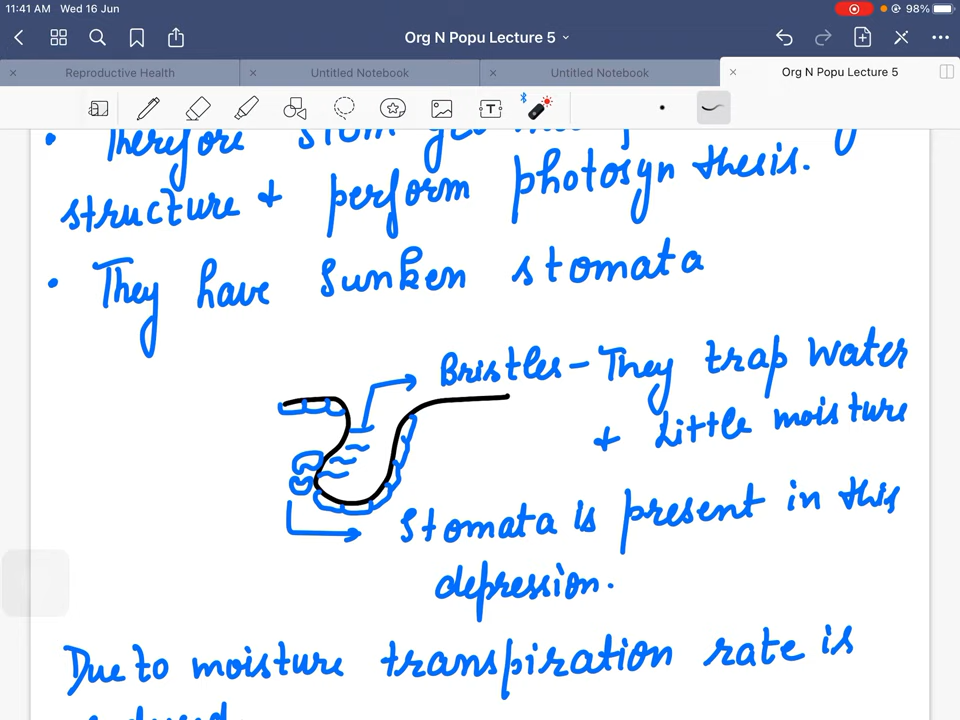 11:41 AM Wed 16 Jun
98%
Org N Popu Lecture 5
Reproductive Health
Untitled Notebook
Untitled Notebook
Org N Popu Lecture 5
T
• Therefore stem
structure + perform photosynthesis.
• They have Sunken stomata
Bristles - They trap water
+ little moisture
Stomata is present in this
depression.
Due to moisture transpiration rate is